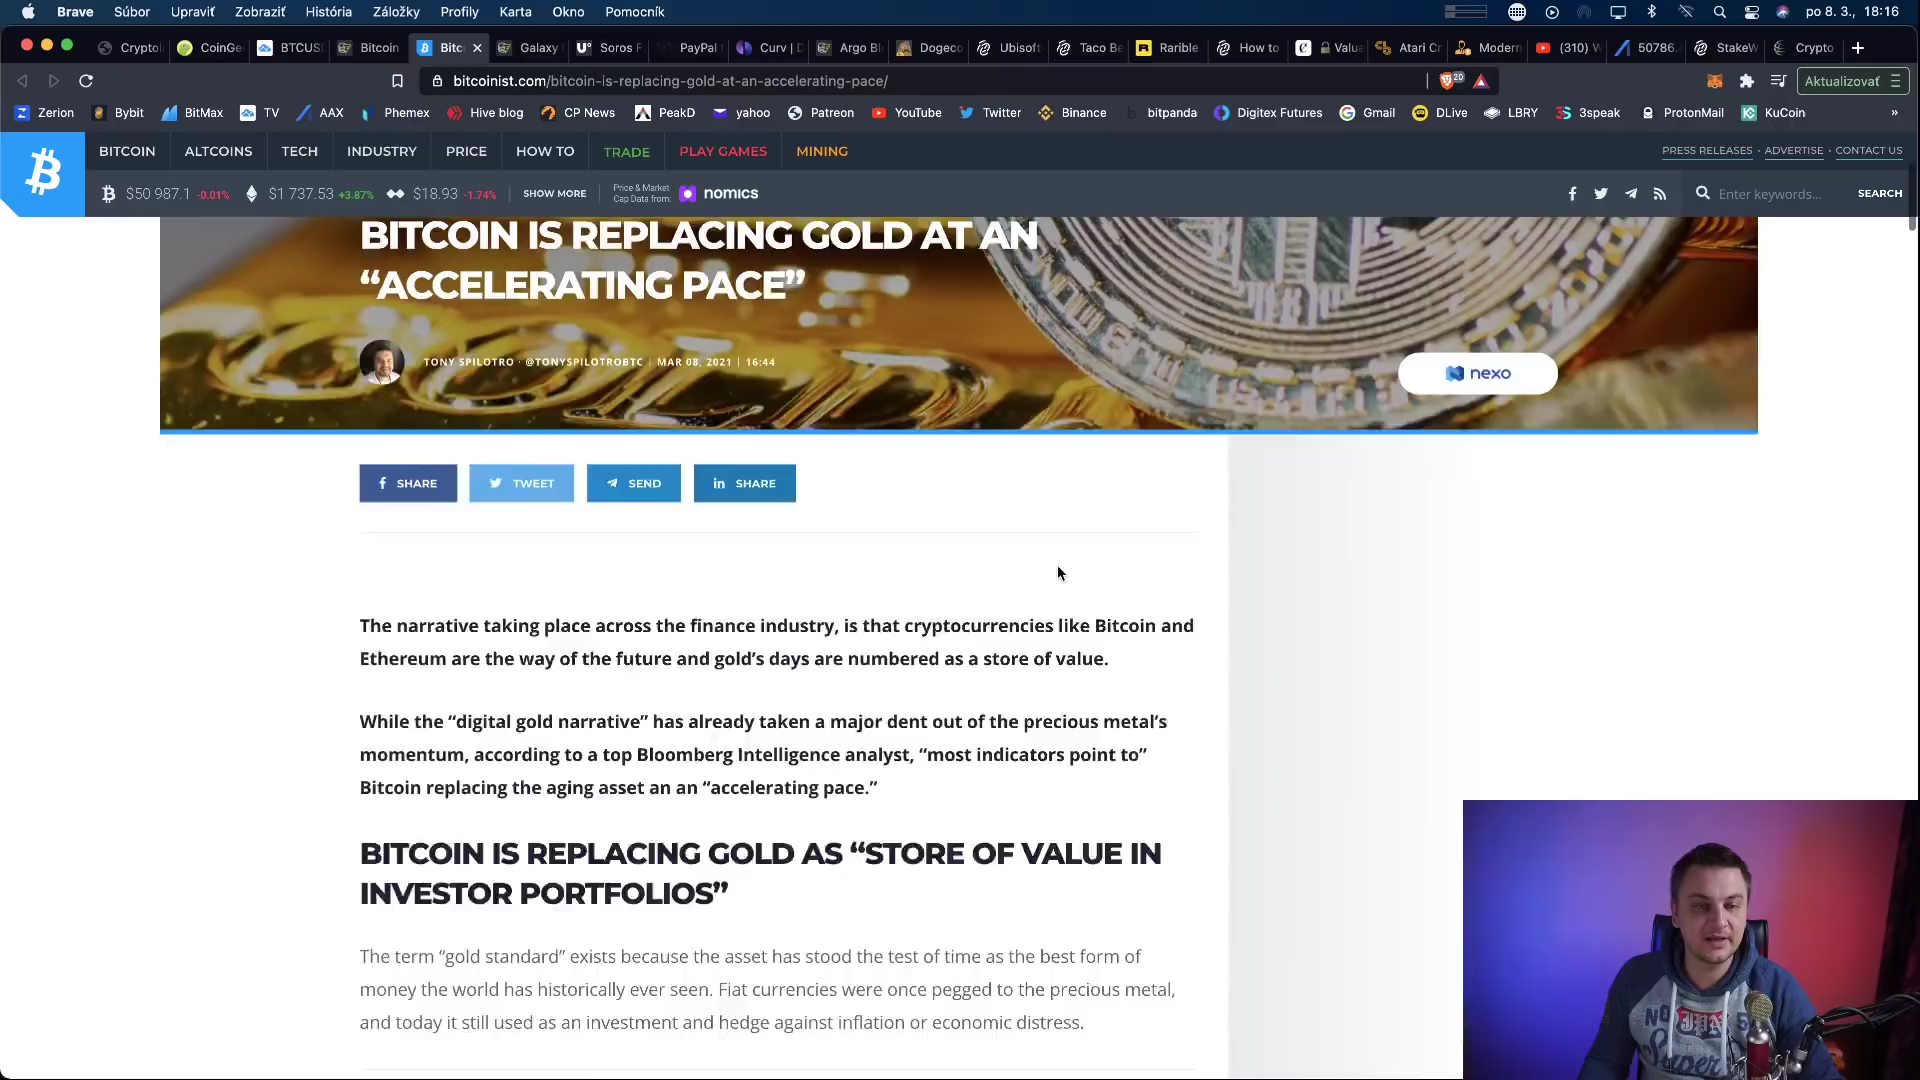 Brave Súbor Upraviť Zobraziť História Záložky Profily Karta Okno Pomocník po 8. 3., 18:16
Cryptoli CoinGe BTCUS Bitcoin Bitc Galaxy Soros F PayPal Curv | D Argo Bl Dogeco Ubisoft Taco Be Rarible How to Valua Atari Cr Modern (310) 50786. StakeW Crypto
bitcoinist.com/bitcoin-is-replacing-gold-at-an-accelerating-pace/ 20 Aktualizovať
Zerion Bybit BitMax TV AAX Phemex Hive blog CP News PeakD yahoo Patreon YouTube Twitter Binance bitpanda Digitex Futures Gmail DLive LBRY 3speak ProtonMail KuCoin »
BITCOIN ALTCOINS TECH INDUSTRY PRICE HOW TO TRADE PLAY GAMES MINING PRESS RELEASES · ADVERTISE · CONTACT US
$50 987.1 -0.01% $1 737.53 +3.87% $18.93 -1.74% SHOW MORE Price & Market Cap Data from: nomics Enter keywords... SEARCH
BITCOIN IS REPLACING GOLD AT AN
“ACCELERATING PACE”
TONY SPILOTRO · @TONYSPILOTROBTC | MAR 08, 2021 | 16:44
nexo
SHARE TWEET SEND SHARE
The narrative taking place across the finance industry, is that cryptocurrencies like Bitcoin and
Ethereum are the way of the future and gold’s days are numbered as a store of value.
While the “digital gold narrative” has already taken a major dent out of the precious metal’s
momentum, according to a top Bloomberg Intelligence analyst, “most indicators point to”
Bitcoin replacing the aging asset an an “accelerating pace.”
BITCOIN IS REPLACING GOLD AS “STORE OF VALUE IN
INVESTOR PORTFOLIOS”
The term “gold standard” exists because the asset has stood the test of time as the best form of
money the world has historically ever seen. Fiat currencies were once pegged to the precious metal,
and today it still used as an investment and hedge against inflation or economic distress.